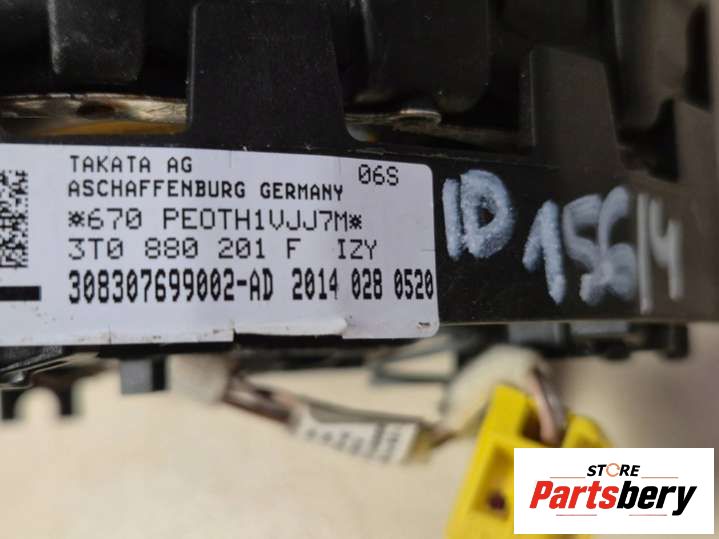 TAKATA AG 06S
ASCHAFFENBURG GERMANY
*670 PEOTH1VJJ7M*
3T0 880 201 F IZY
308307699002-AD 2014 028 0520
ID 156/4
STORE
Partsbery